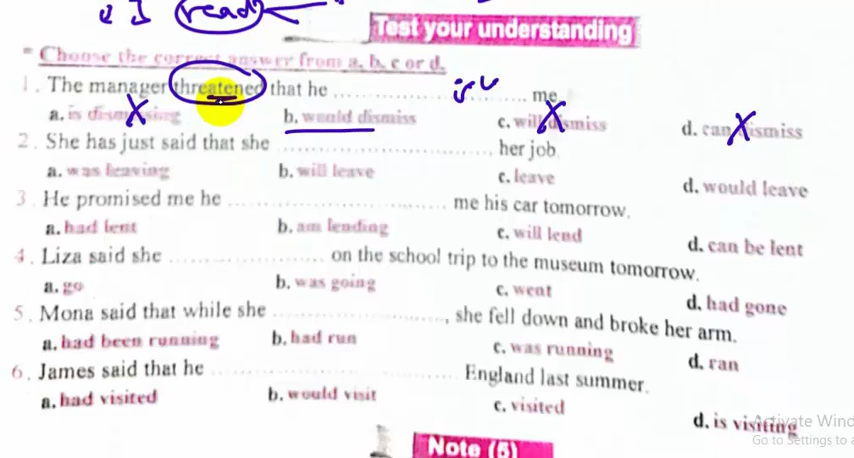 I read
Test your understanding
* Choose the correct answer from a, b, c or d.
1. The manager threatened that he .............................. me
a. is dismissing b. would dismiss c. will dismiss d. can dismiss
2. She has just said that she .............................. her job.
a. was leaving b. will leave c. leave d. would leave
3. He promised me he .............................. me his car tomorrow.
a. had lent b. am lending c. will lend d. can be lent
4. Liza said she .............................. on the school trip to the museum tomorrow.
a. go b. was going c. went d. had gone
5. Mona said that while she .............................., she fell down and broke her arm.
a. had been running b. had run c. was running d. ran
6. James said that he .............................. England last summer.
a. had visited b. would visit c. visited d. is visiting
Activate Wind
Go to Settings to a
Note (6)